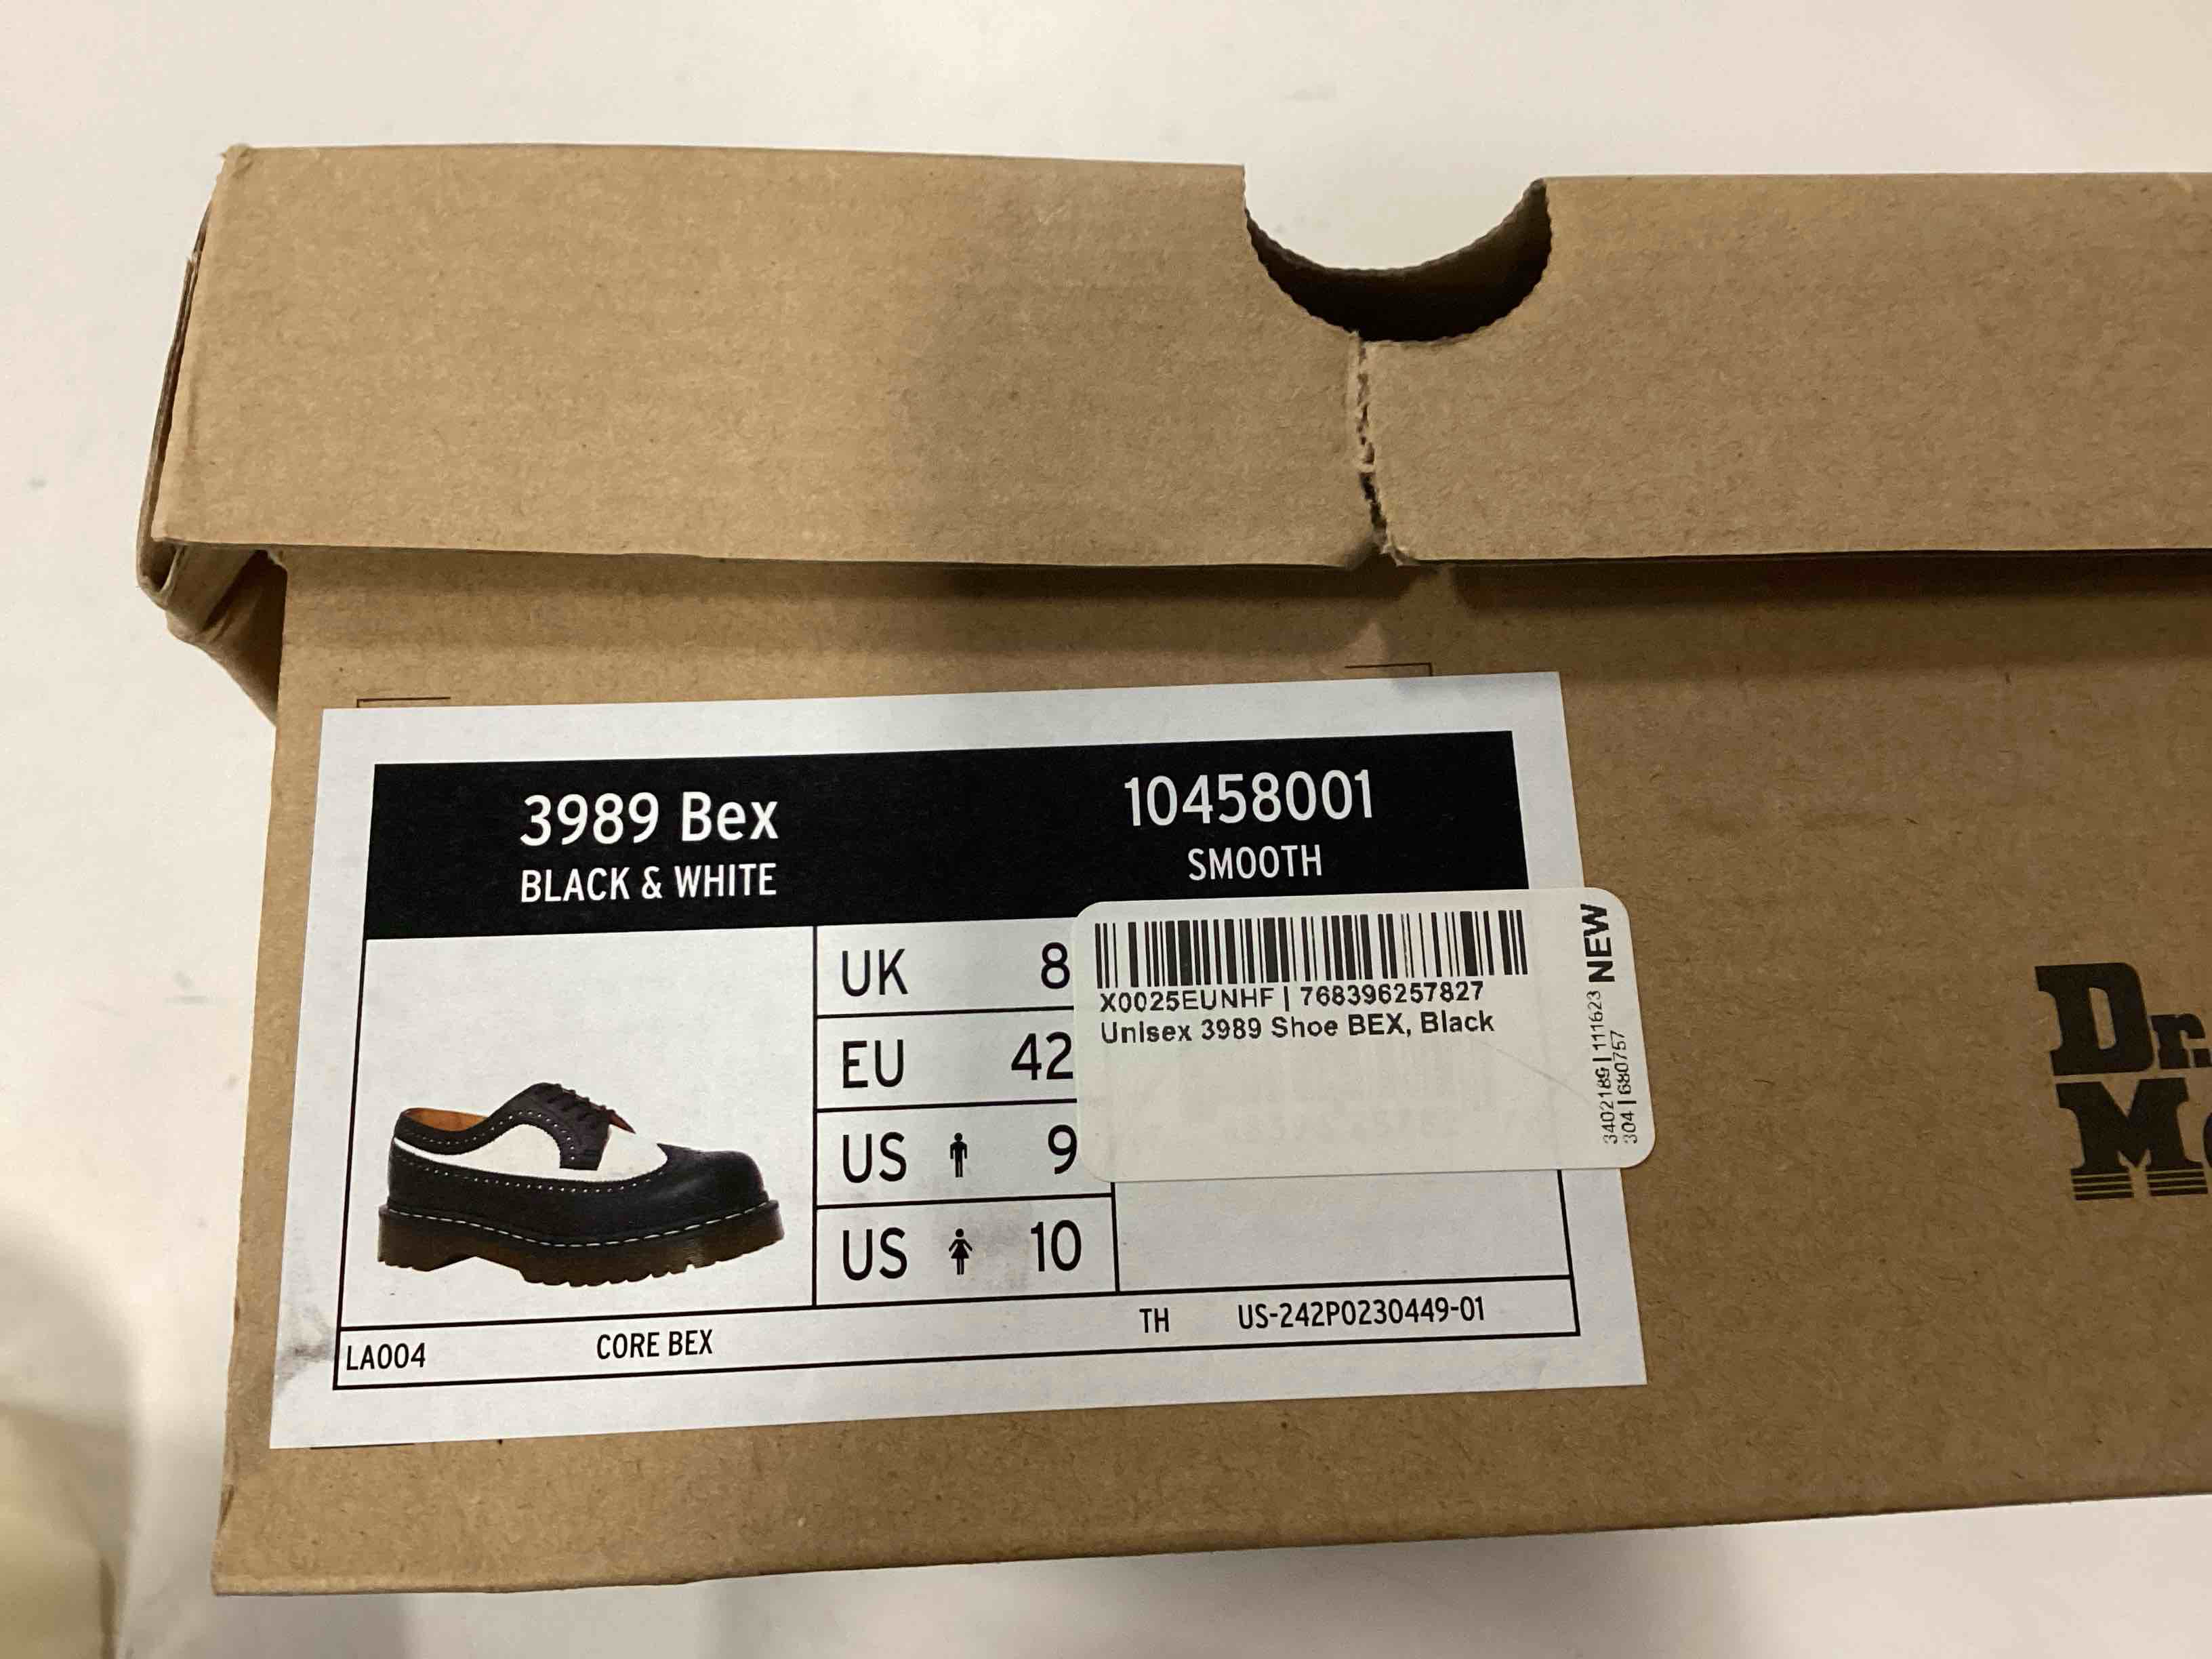 3989 Bex
BLACK & WHITE
10458001
SMOOTH
UK 8
EU 42
US 9
US 10
X0025EUNHF | 768396257827
Unisex 3989 Shoe BEX, Black
NEW
3402189 | 111623
304 | 680757
LA004 CORE BEX TH US-242P0230449-01
Dr.